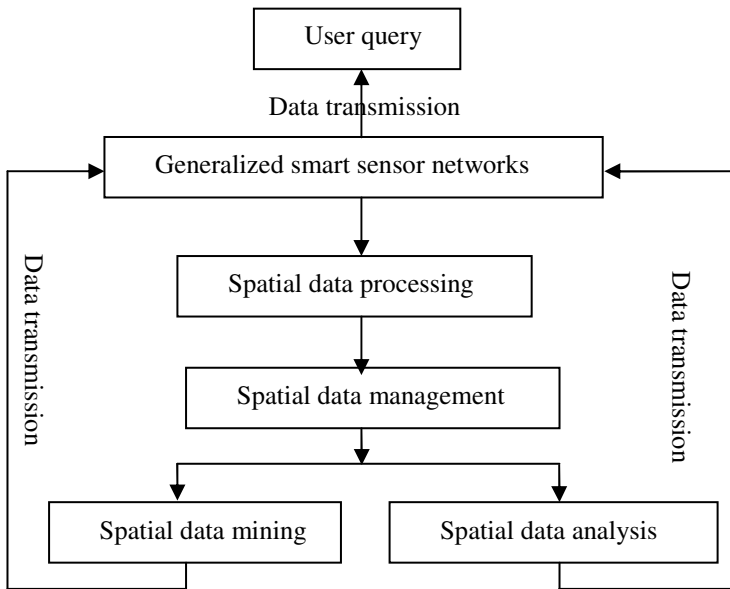 User query
Data transmission
Generalized smart sensor networks
Spatial data processing
Data transmission
Data transmission
Spatial data management
Spatial data mining
Spatial data analysis